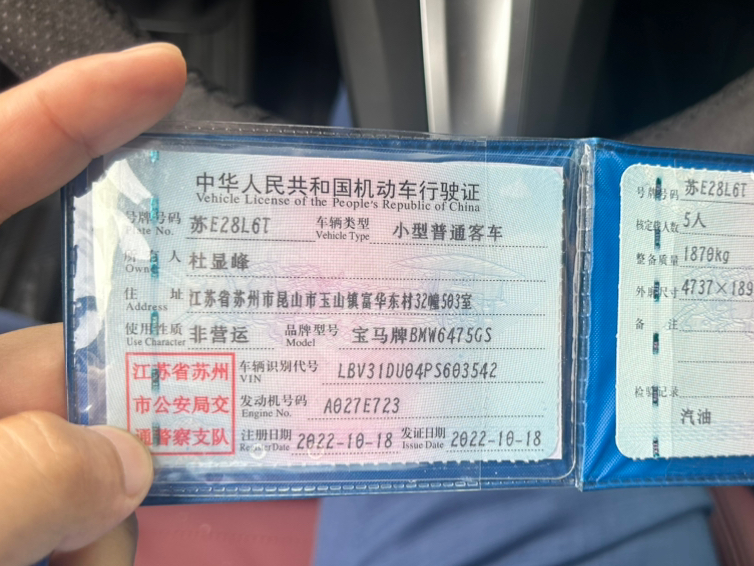 中华人民共和国机动车行驶证
Vehicle License of the People's Republic of China
号牌号码 苏E28L6T 车辆类型 小型普通客车
Plate No. Vehicle Type
所有人 杜显峰
Owner
住址 江苏省苏州市昆山市玉山镇富华东村32幢503室
Address
使用性质 非营运 品牌型号 宝马牌BMW6475GS
Use Character Model
江苏省苏州
市公安局交
通警察支队
车辆识别代号 LBV31DU04PS603542
VIN
发动机号码 A027E723
Engine No.
注册日期 2022-10-18 发证日期 2022-10-18
Register Date Issue Date
号牌号码 苏E28L6T
核定载人数 5人
整备质量 1870kg
外廓尺寸 4737×189
备注
检验记录
汽油